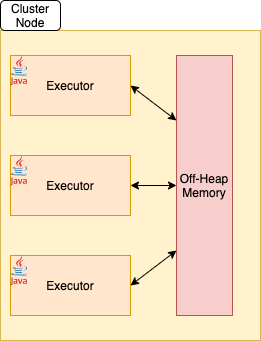 Cluster
Node
Java
Executor
Off-Heap
Memory
Java
Executor
Java
Executor